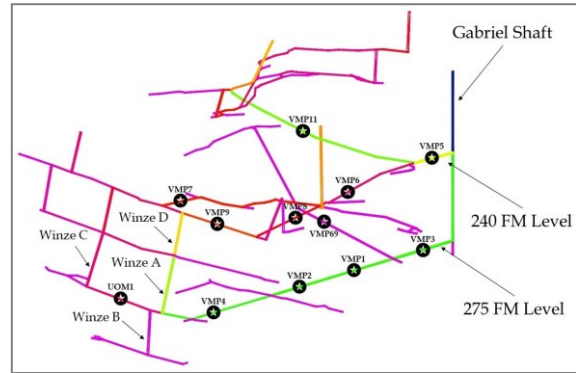 Gabriel Shaft
VMP11
VMP5
VMP6
VMP7
VMP8
VMP9
VMP69
240 FM Level
Winze D
Winze C
VMP3
VMP1
Winze A
VMP2
275 FM Level
UOM1
VMP4
Winze B